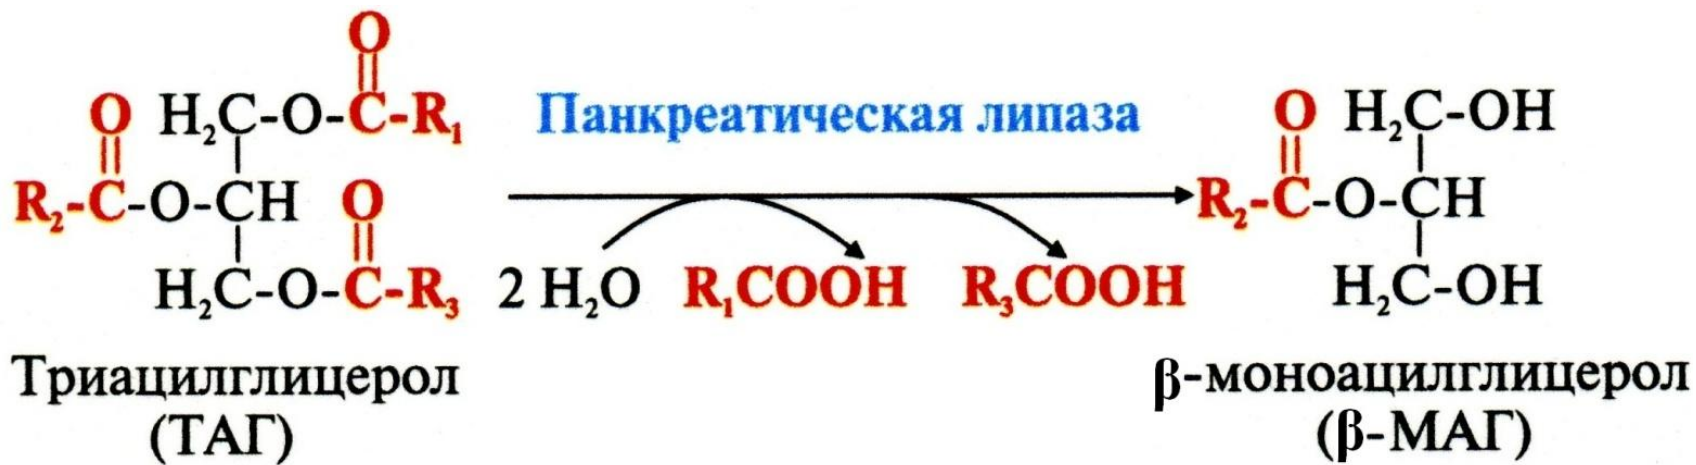 O
O H₂C-O-C-R₁ Панкреатическая липаза O H₂C-OH
R₂-C-O-CH O R₂-C-O-CH
H₂C-O-C-R₃ 2 H₂O R₁COOH R₃COOH H₂C-OH
Триацилглицерол β-моноацилглицерол
(ТАГ) (β-МАГ)